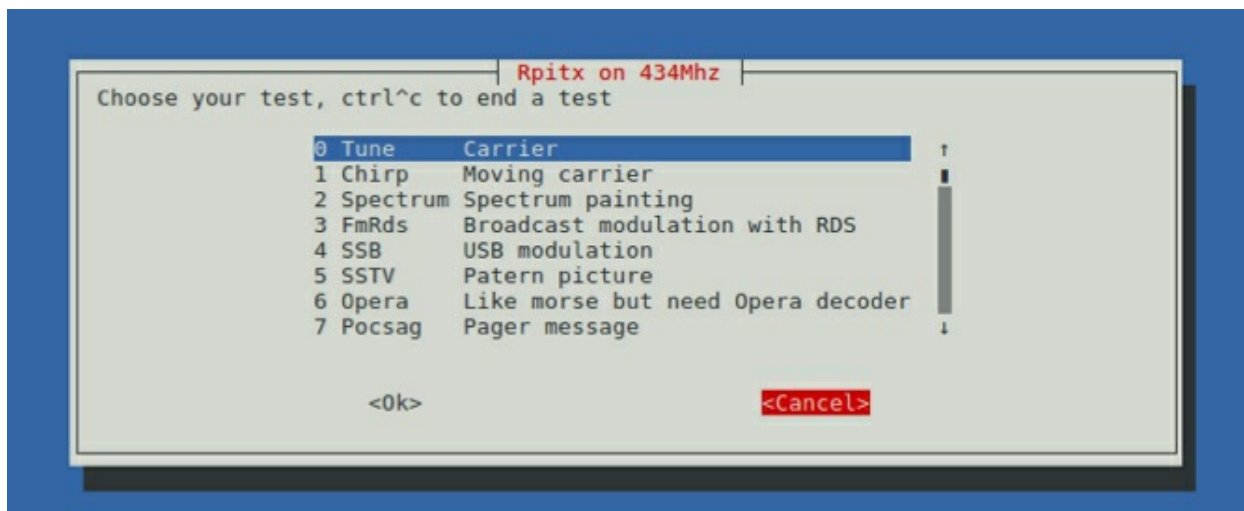 Rpitx on 434Mhz
Choose your test, ctrl^c to end a test
0 Tune Carrier
1 Chirp Moving carrier
2 Spectrum Spectrum painting
3 FmRds Broadcast modulation with RDS
4 SSB USB modulation
5 SSTV Patern picture
6 Opera Like morse but need Opera decoder
7 Pocsag Pager message
<Ok> <Cancel>